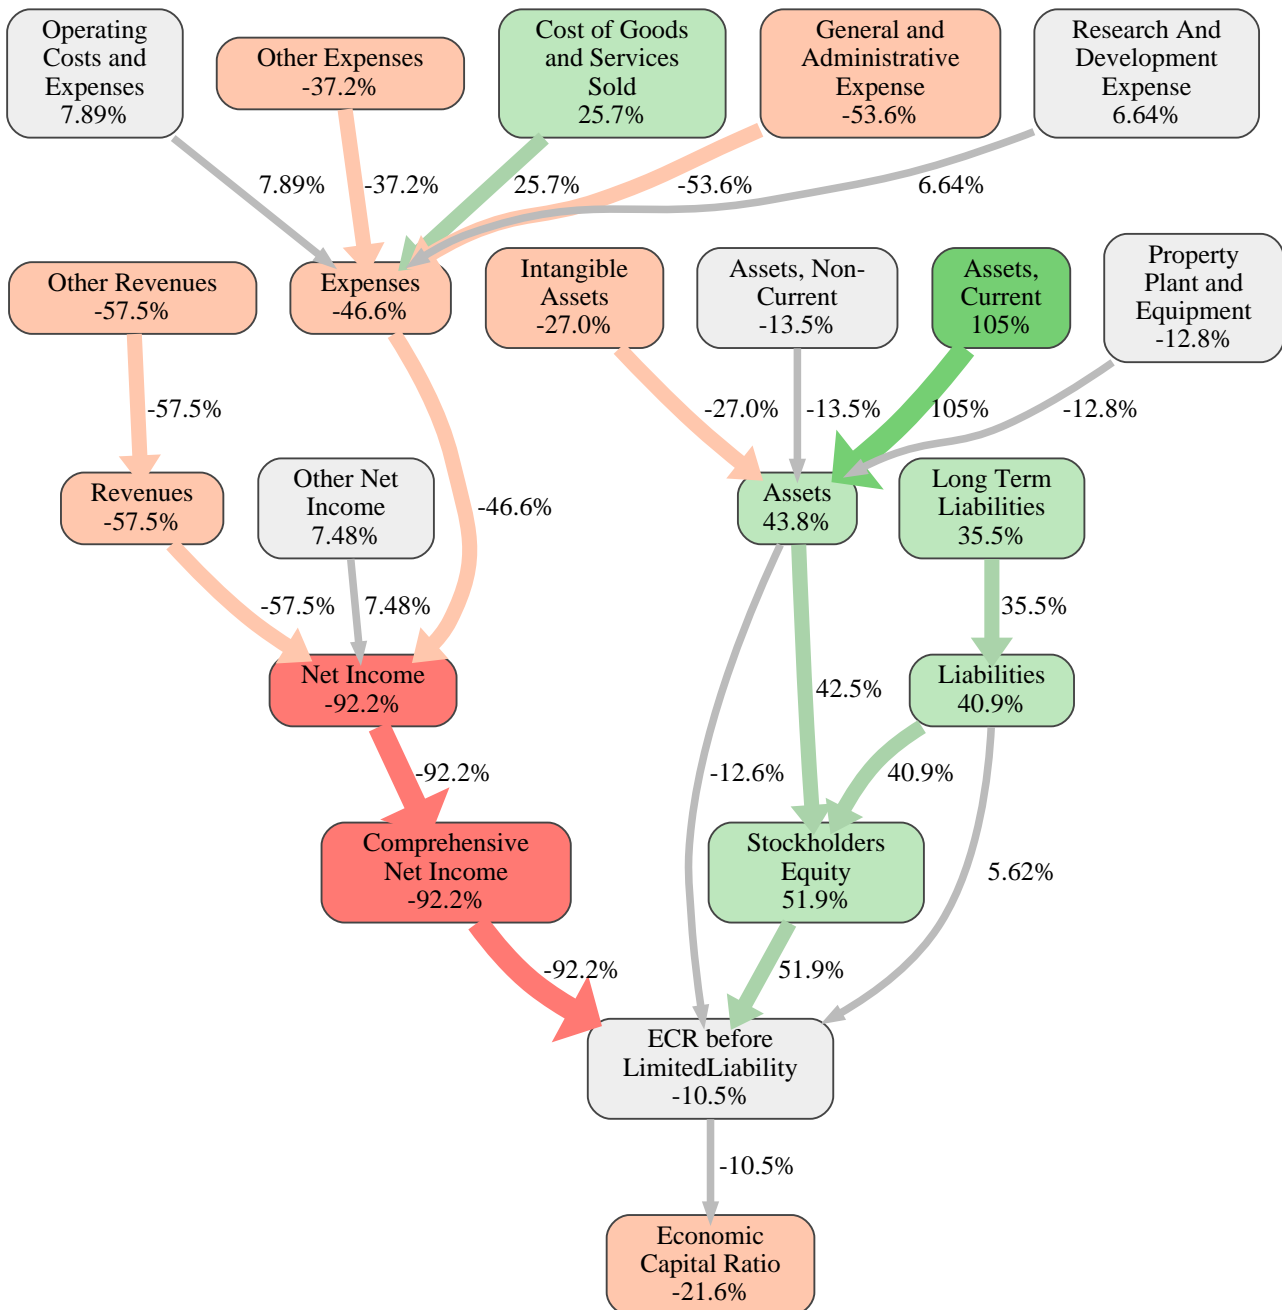 Operating
Costs and
Expenses
7.89%
Other Expenses
-37.2%
Cost of Goods
and Services
Sold
25.7%
General and
Administrative
Expense
-53.6%
Research And
Development
Expense
6.64%
7.89%
-37.2%
25.7%
-53.6%
6.64%
Other Revenues
-57.5%
Expenses
-46.6%
Intangible
Assets
-27.0%
Assets, Non-
Current
-13.5%
Assets,
Current
105%
Property
Plant and
Equipment
-12.8%
-57.5%
-27.0%
-13.5%
105%
-12.8%
Revenues
-57.5%
Other Net
Income
7.48%
-46.6%
Assets
43.8%
Long Term
Liabilities
35.5%
-57.5%
7.48%
35.5%
Net Income
-92.2%
42.5%
Liabilities
40.9%
-92.2%
-12.6%
40.9%
Comprehensive
Net Income
-92.2%
Stockholders
Equity
51.9%
5.62%
-92.2%
51.9%
ECR before
LimitedLiability
-10.5%
-10.5%
Economic
Capital Ratio
-21.6%